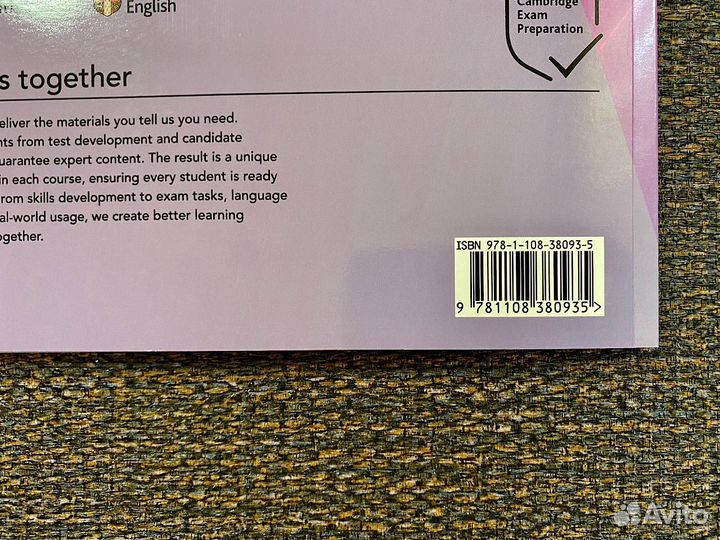 English
Cambridge
Exam
Preparation
s together
eliver the materials you tell us you need.
nts from test development and candidate
uarantee expert content. The result is a unique
in each course, ensuring every student is ready
rom skills development to exam tasks, language
al-world usage, we create better learning
ogether.
ISBN 978-1-108-38093-5
9 781108 380935 >
Avito